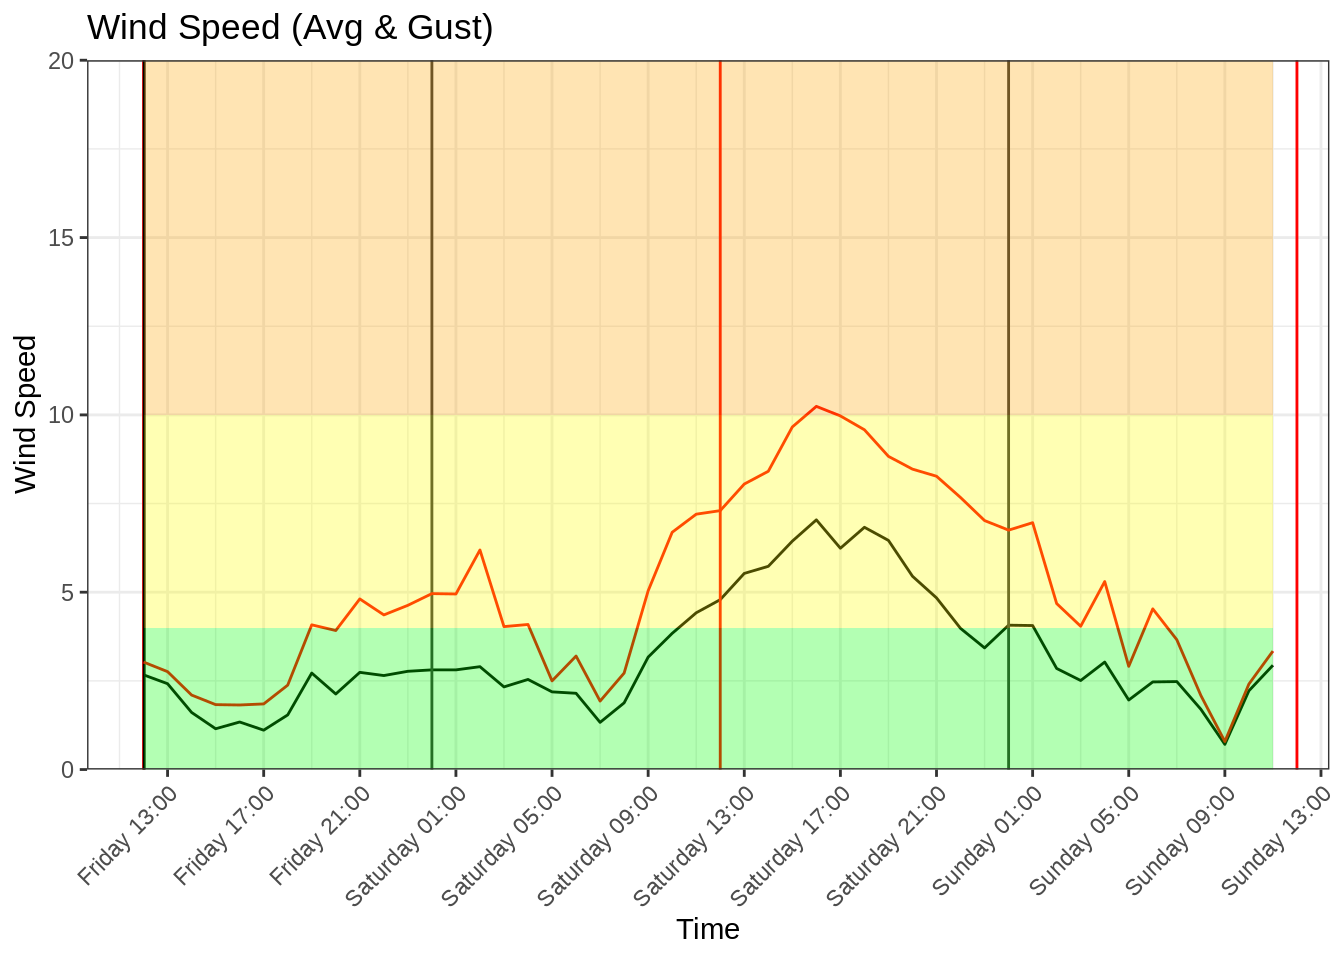 Wind Speed (Avg & Gust)
20
15
10
5
0
Wind Speed
Friday 13:00
Friday 17:00
Friday 21:00
Saturday 01:00
Saturday 05:00
Saturday 09:00
Saturday 13:00
Saturday 17:00
Saturday 21:00
Sunday 01:00
Sunday 05:00
Sunday 09:00
Sunday 13:00
Time